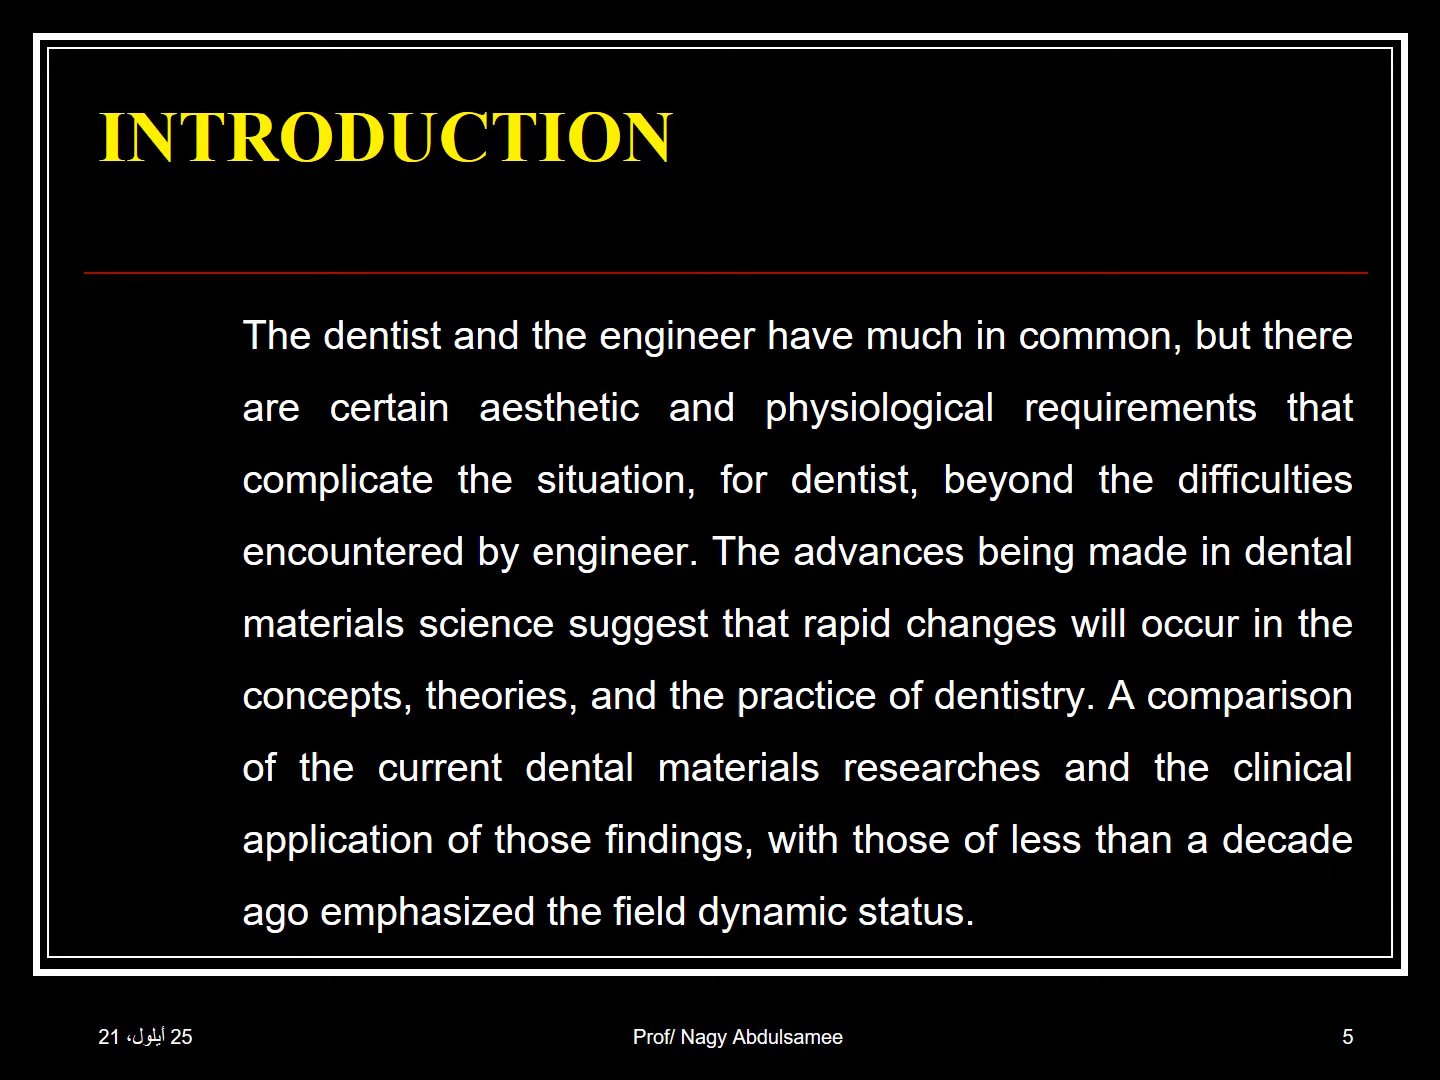 INTRODUCTION
The dentist and the engineer have much in common, but there
are certain aesthetic and physiological requirements that
complicate the situation, for dentist, beyond the difficulties
encountered by engineer. The advances being made in dental
materials science suggest that rapid changes will occur in the
concepts, theories, and the practice of dentistry. A comparison
of the current dental materials researches and the clinical
application of those findings, with those of less than a decade
ago emphasized the field dynamic status.
25 أيلول، 21
Prof/ Nagy Abdulsamee
5